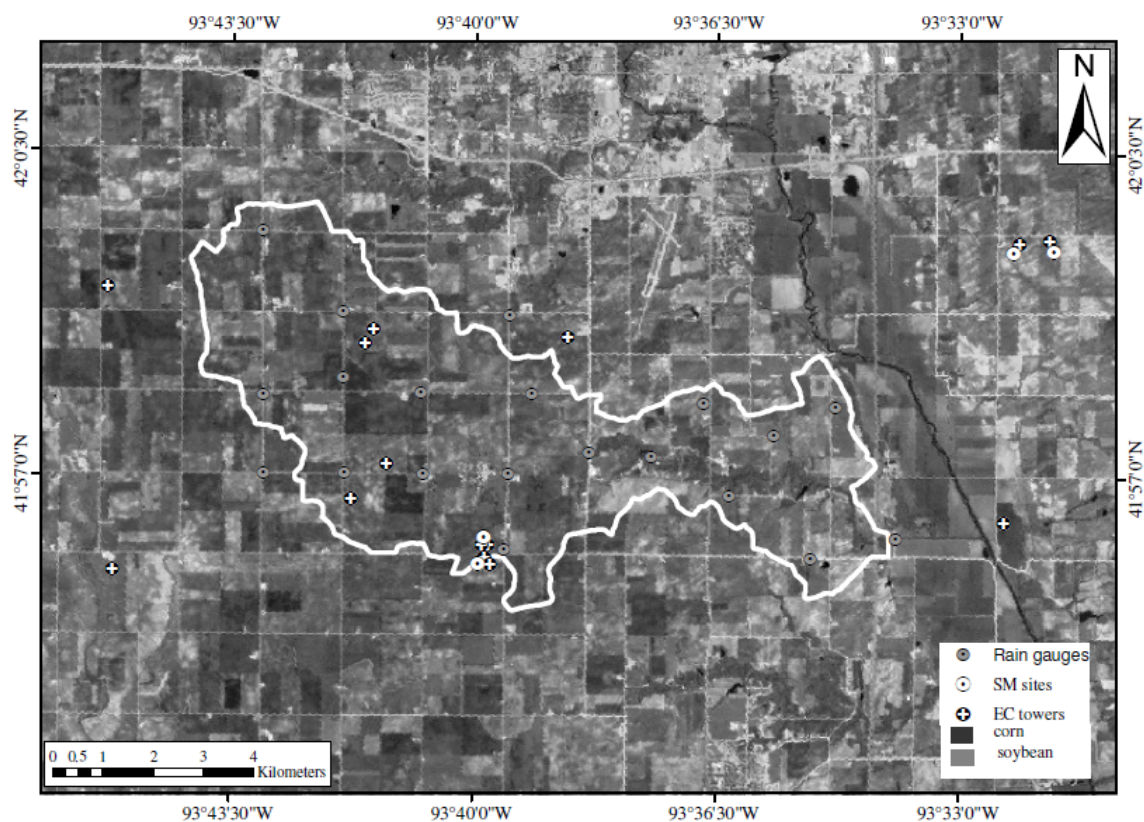 93°43'30"W 93°40'0"W 93°36'30"W 93°33'0"W
N
42°0'30"N 42°0'30"N
41°57'0"N 41°57'0"N
Rain gauges
SM sites
EC towers
corn
soybean
0 0.5 1 2 3 4
Kilometers
93°43'30"W 93°40'0"W 93°36'30"W 93°33'0"W